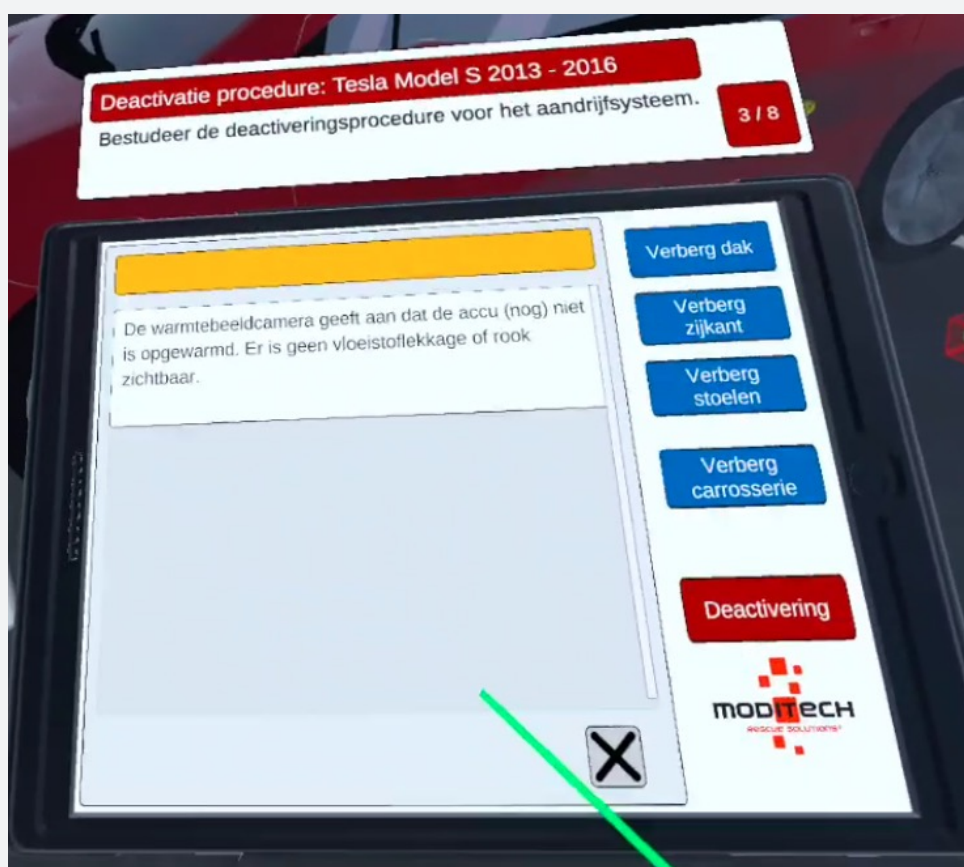 Deactivatie procedure: Tesla Model S 2013 - 2016
Bestudeer de deactiveringsprocedure voor het aandrijfsysteem.
3 / 8
De warmtebeeldcamera geeft aan dat de accu (nog) niet
is opgewarmd. Er is geen vloeistoflekkage of rook
zichtbaar.
Verberg dak
Verberg
zijkant
Verberg
stoelen
Verberg
carrosserie
Deactivering
MODITECH
RESCUE SOLUTIONS
X